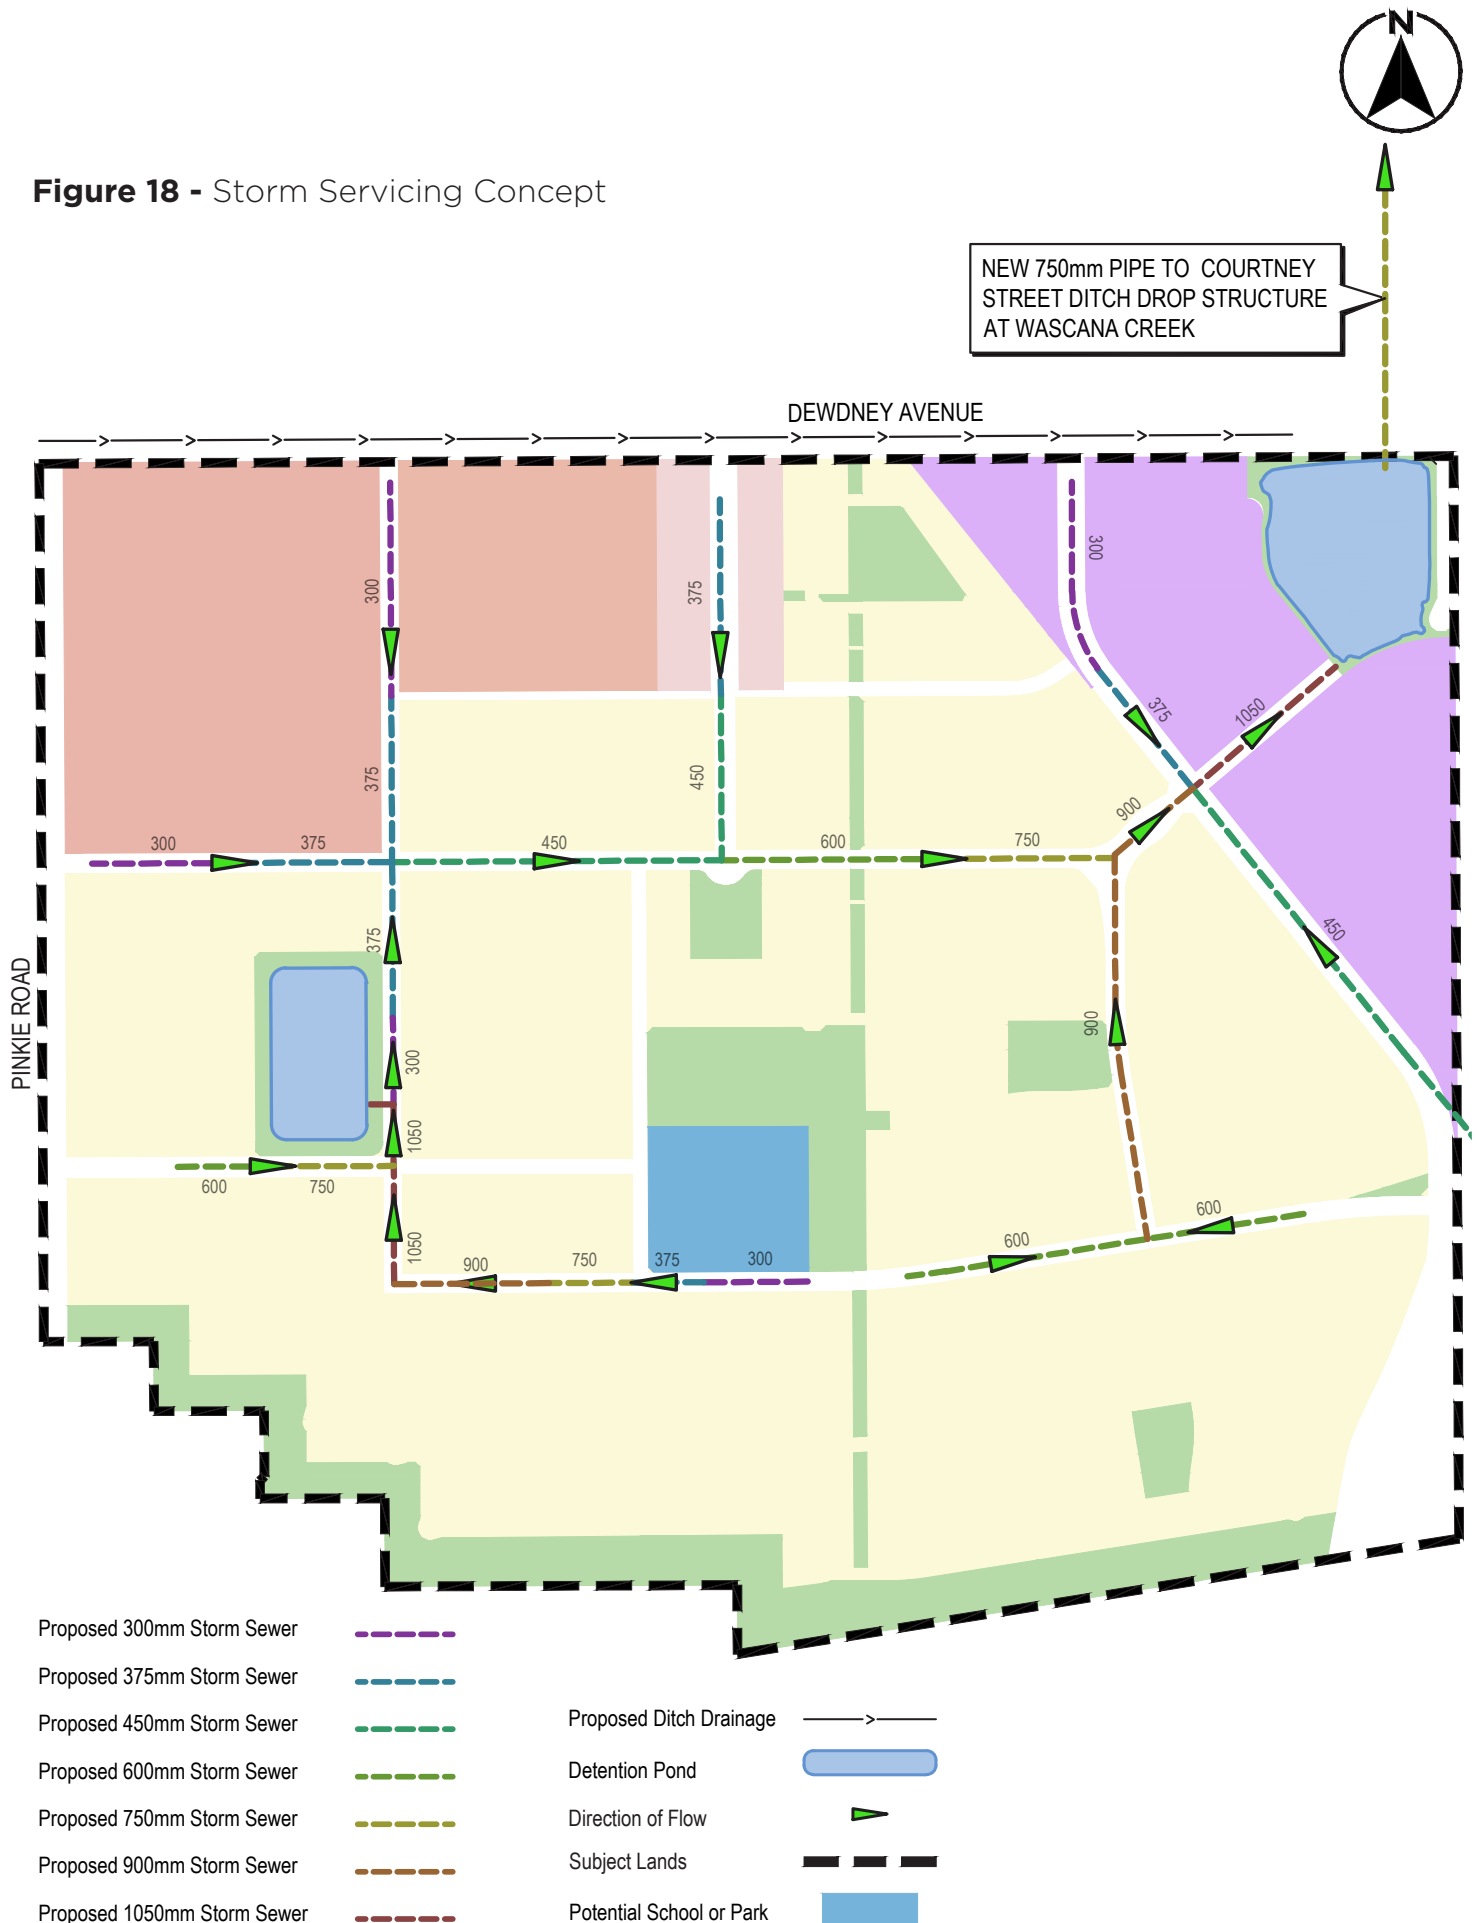 N
Figure 18 - Storm Servicing Concept
NEW 750mm PIPE TO COURTNEY
STREET DITCH DROP STRUCTURE
AT WASCANA CREEK
DEWDNEY AVENUE
300
375
300
375
1050
375
450
900
300
375
450
600
750
450
375
PINKIE ROAD
900
300
1050
600
750
600
600
1050
900
750
375
300
Proposed 300mm Storm Sewer
Proposed 375mm Storm Sewer
Proposed 450mm Storm Sewer
Proposed 600mm Storm Sewer
Proposed 750mm Storm Sewer
Proposed 900mm Storm Sewer
Proposed 1050mm Storm Sewer
Proposed Ditch Drainage
Detention Pond
Direction of Flow
Subject Lands
Potential School or Park